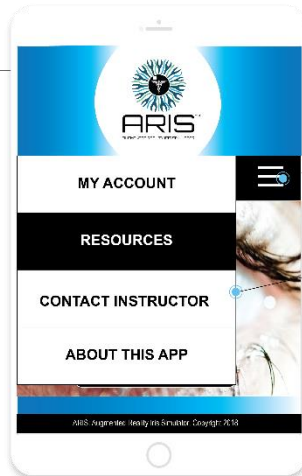 ARIS
MY ACCOUNT
RESOURCES
CONTACT INSTRUCTOR
ABOUT THIS APP
ARIS: Augmented Reality Iris Simulator. Copyright 2018